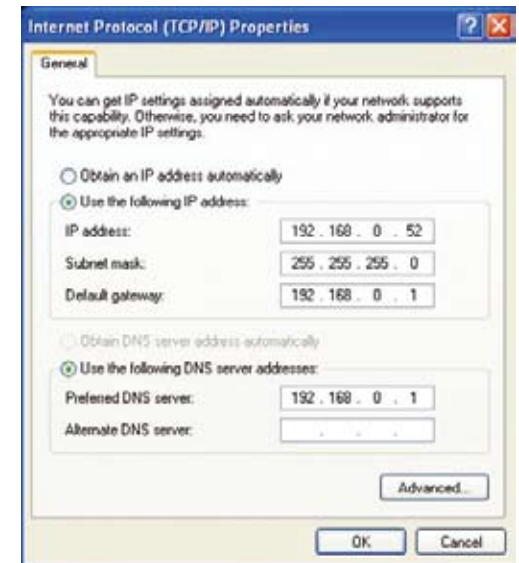 Internet Protocol (TCP/IP) Properties
General
You can get IP settings assigned automatically if your network supports
this capability. Otherwise, you need to ask your network administrator for
the appropriate IP settings.
Obtain an IP address automatically
Use the following IP address:
IP address: 192 . 168 . 0 . 52
Subnet mask: 255 . 255 . 255 . 0
Default gateway: 192 . 168 . 0 . 1
Obtain DNS server address automatically
Use the following DNS server addresses:
Preferred DNS server: 192 . 168 . 0 . 1
Alternate DNS server: . . .
Advanced...
OK Cancel